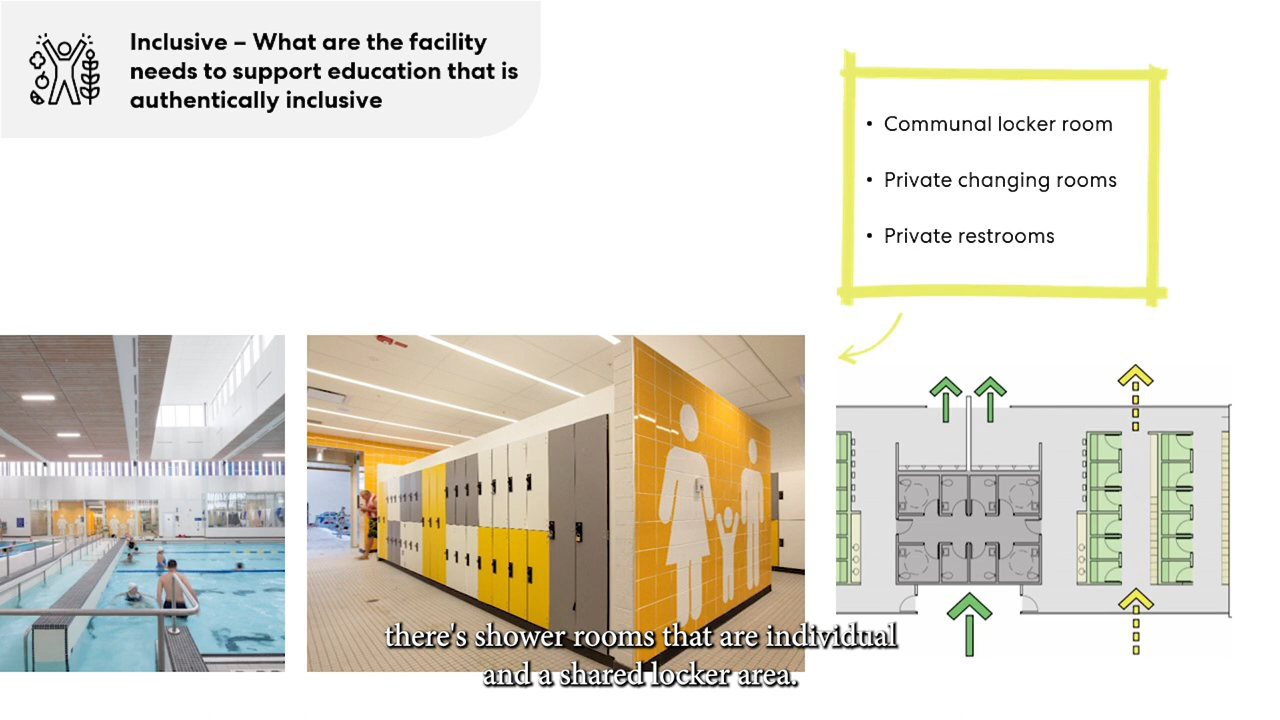 Inclusive – What are the facility
needs to support education that is
authentically inclusive
• Communal locker room
• Private changing rooms
• Private restrooms
there's shower rooms that are individual
and a shared locker area.